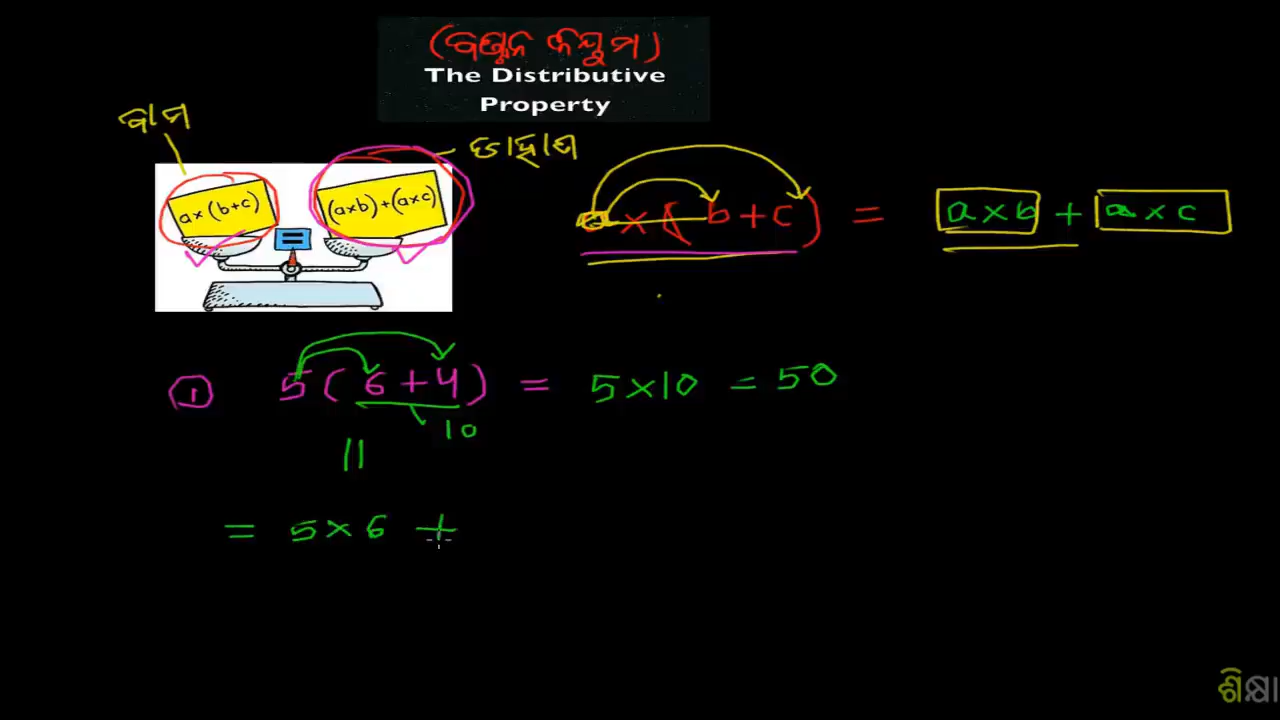 (ବଣ୍ଟନ ନିୟମ)
The Distributive
Property
ବାମ
ଡାହାଣ
a×(b+c)
(a×b)+(a×c)
=
a×(b+c) = a×b + a×c
① 5(6+4) = 5×10 = 50
10
= 5×6 +
ଶିକ୍ଷା